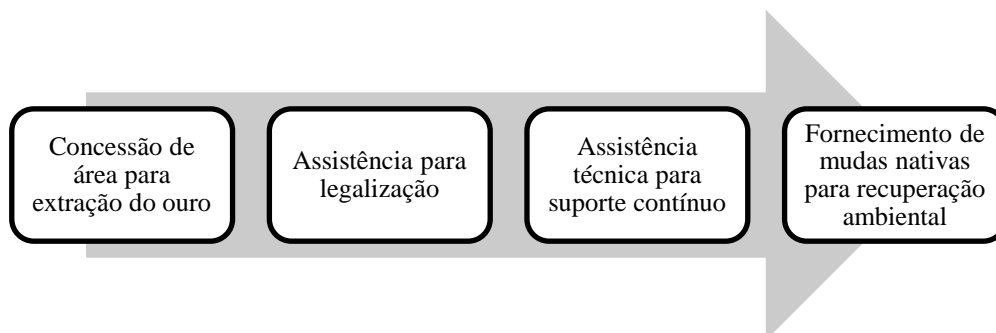 Concessão de
área para
extração do ouro
Assistência para
legalização
Assistência
técnica para
suporte contínuo
Fornecimento de
mudas nativas
para recuperação
ambiental